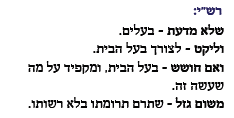 רש"י:
שלא מדעת - בעלים.
וליקט - לצורך בעל הבית.
ואם חושש - בעל הבית, ומקפיד על מה
שעשה זה.
משום גזל - שתרם תרומתו בלא רשותו.